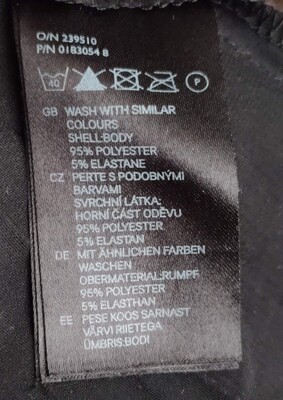 O/N 239510
P/N 0183054 8
40 P
GB WASH WITH SIMILAR
COLOURS
SHELL:BODY
95% POLYESTER
5% ELASTANE
CZ PERTE S PODOBNÝMI
BARVAMI
SVRCHNÍ LÁTKA:
HORNÍ ČÁST ODĚVU
95% POLYESTER
5% ELASTAN
DE MIT ÄHNLICHEN FARBEN
WASCHEN
OBERMATERIAL:RUMPF
95% POLYESTER
5% ELASTHAN
EE PESE KOOS SARNAST
VÄRVI RIIETEGA
ÜMBRIS:BODI